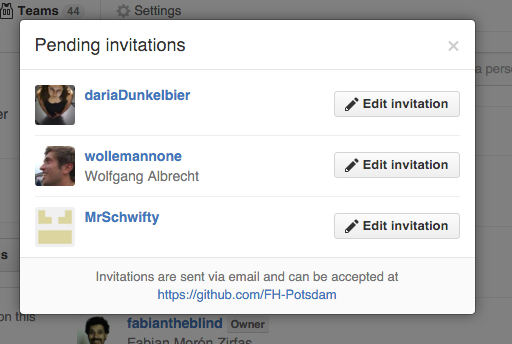 Teams 44 Settings
Pending invitations ×
a perso
dariaDunkelbier
Edit invitation
er
wollemannone
Edit invitation
Wolfgang Albrecht
MrSchwifty
Edit invitation
s
Invitations are sent via email and can be accepted at
https://github.com/FH-Potsdam
on this
fabiantheblind Owner
Fabian Morón Zirfas